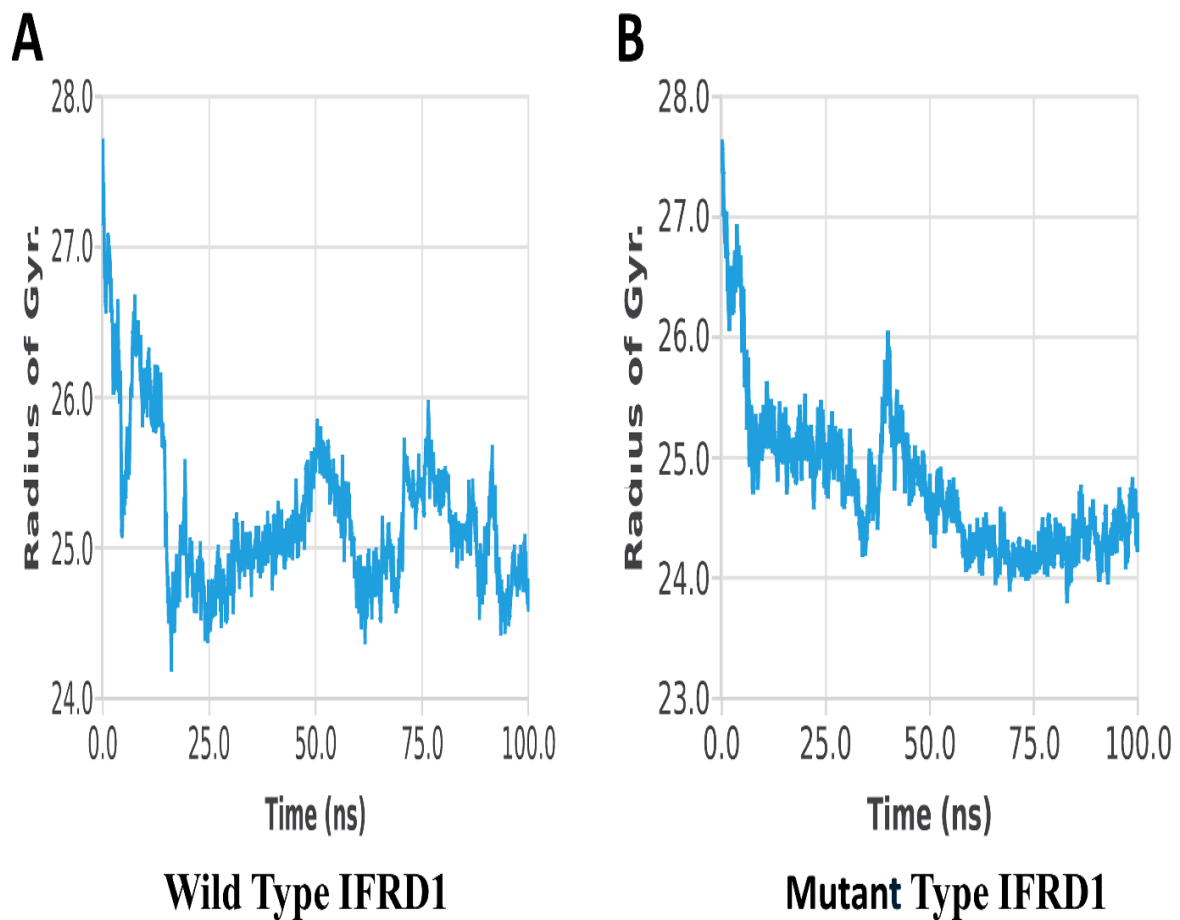 A
28.0
27.0
26.0
25.0
24.0
Radius of Gyr.
0.0 25.0 50.0 75.0 100.0
Time (ns)
Wild Type IFRD1
B
28.0
27.0
26.0
25.0
24.0
23.0
Radius of Gyr.
0.0 25.0 50.0 75.0 100.0
Time (ns)
Mutant Type IFRD1